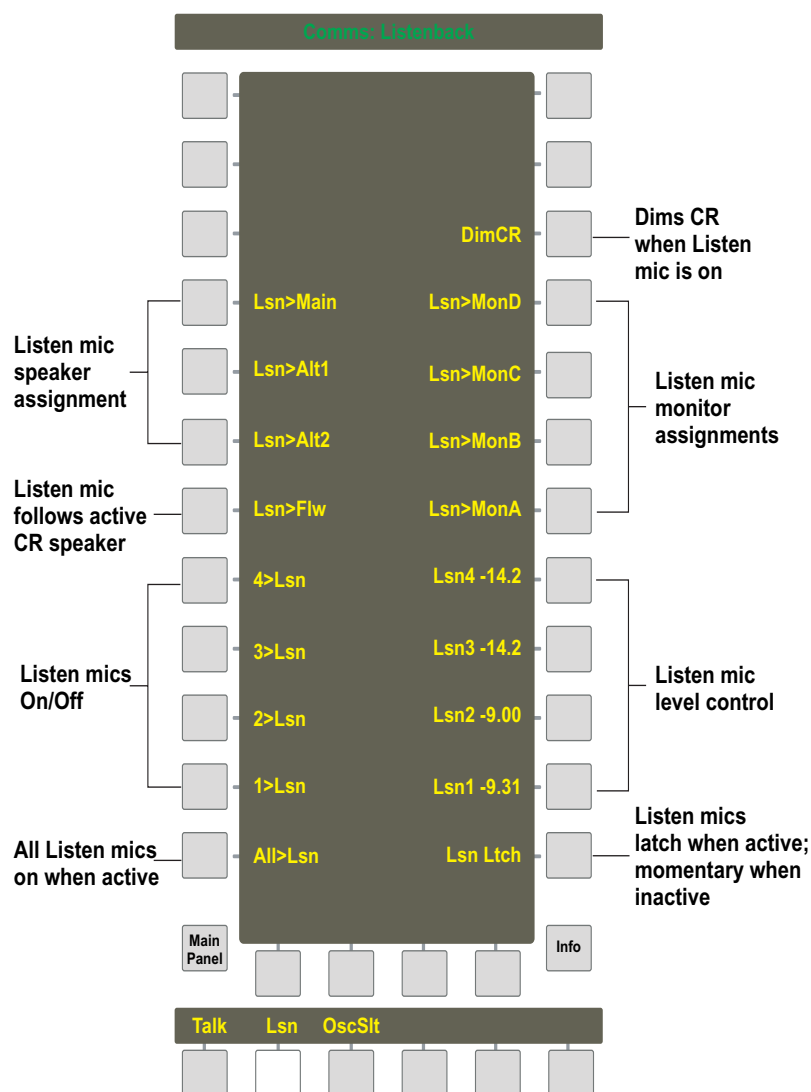 Comms: Listenback
DimCR
Dims CR
when Listen
mic is on
Lsn>Main
Lsn>MonD
Listen mic
speaker
assignment
Lsn>Alt1
Lsn>MonC
Listen mic
monitor
assignments
Lsn>Alt2
Lsn>MonB
Listen mic
follows active
CR speaker
Lsn>Flw
Lsn>MonA
4>Lsn
Lsn4 -14.2
3>Lsn
Lsn3 -14.2
Listen mics
On/Off
Listen mic
level control
2>Lsn
Lsn2 -9.00
1>Lsn
Lsn1 -9.31
All Listen mics
on when active
All>Lsn
Lsn Ltch
Listen mics
latch when active;
momentary when
inactive
Main
Panel
Info
Talk
Lsn
OscSlt